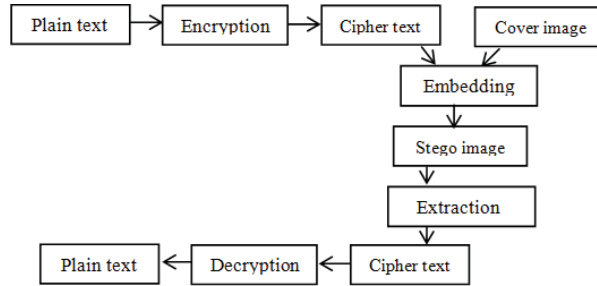 Plain text
Encryption
Cipher text
Cover image
Embedding
Stego image
Extraction
Plain text
Decryption
Cipher text